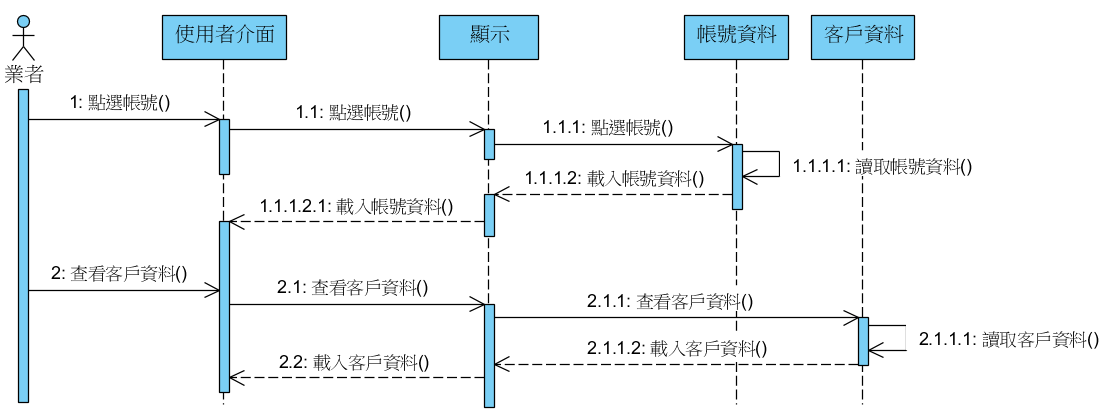 使用者介面
顯示
帳號資料
客戶資料
業者
1: 點選帳號()
1.1: 點選帳號()
1.1.1: 點選帳號()
1.1.1.1: 讀取帳號資料()
1.1.1.2: 載入帳號資料()
1.1.1.2.1: 載入帳號資料()
2: 查看客戶資料()
2.1: 查看客戶資料()
2.1.1: 查看客戶資料()
2.1.1.1: 讀取客戶資料()
2.1.1.2: 載入客戶資料()
2.2: 載入客戶資料()